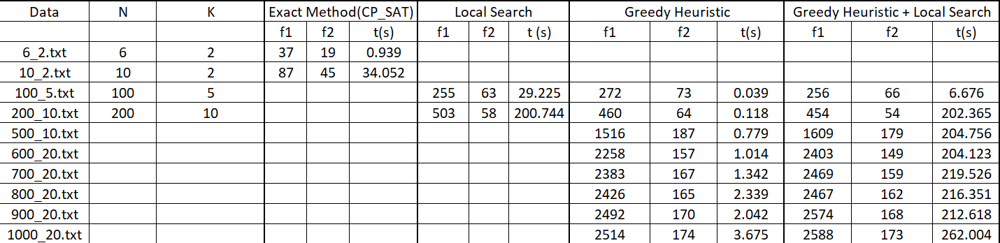 Data N K Exact Method(CP_SAT) Local Search Greedy Heuristic Greedy Heuristic + Local Search
f1 f2 t(s) f1 f2 t (s) f1 f2 t(s) f1 f2 t(s)
6_2.txt 6 2 37 19 0.939
10_2.txt 10 2 87 45 34.052
100_5.txt 100 5 255 63 29.225 272 73 0.039 256 66 6.676
200_10.txt 200 10 503 58 200.744 460 64 0.118 454 54 202.365
500_10.txt 1516 187 0.779 1609 179 204.756
600_20.txt 2258 157 1.014 2403 149 204.123
700_20.txt 2383 167 1.342 2469 159 219.526
800_20.txt 2426 165 2.339 2467 162 216.351
900_20.txt 2492 170 2.042 2574 168 212.618
1000_20.txt 2514 174 3.675 2588 173 262.004